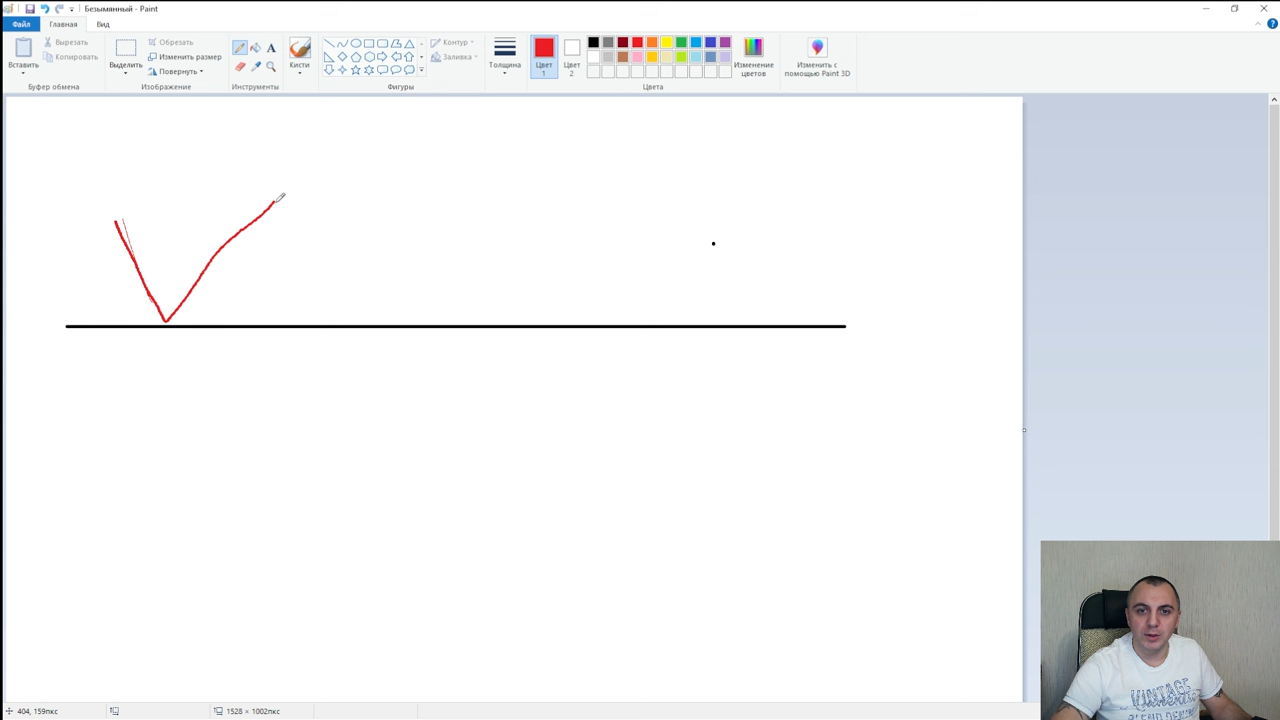 Безымянный - Paint
Файл Главная Вид
Вставить
Вырезать
Копировать
Буфер обмена
Выделить
Обрезать
Изменить размер
Повернуть
Изображение
A
Инструменты
Кисти
Контур
Заливка
Фигуры
Толщина
Цвет 1
Цвет 2
Изменение цветов
Цвета
Изменить с помощью Paint 3D
404, 159пкс
1528 × 1002пкс
VINTAGE